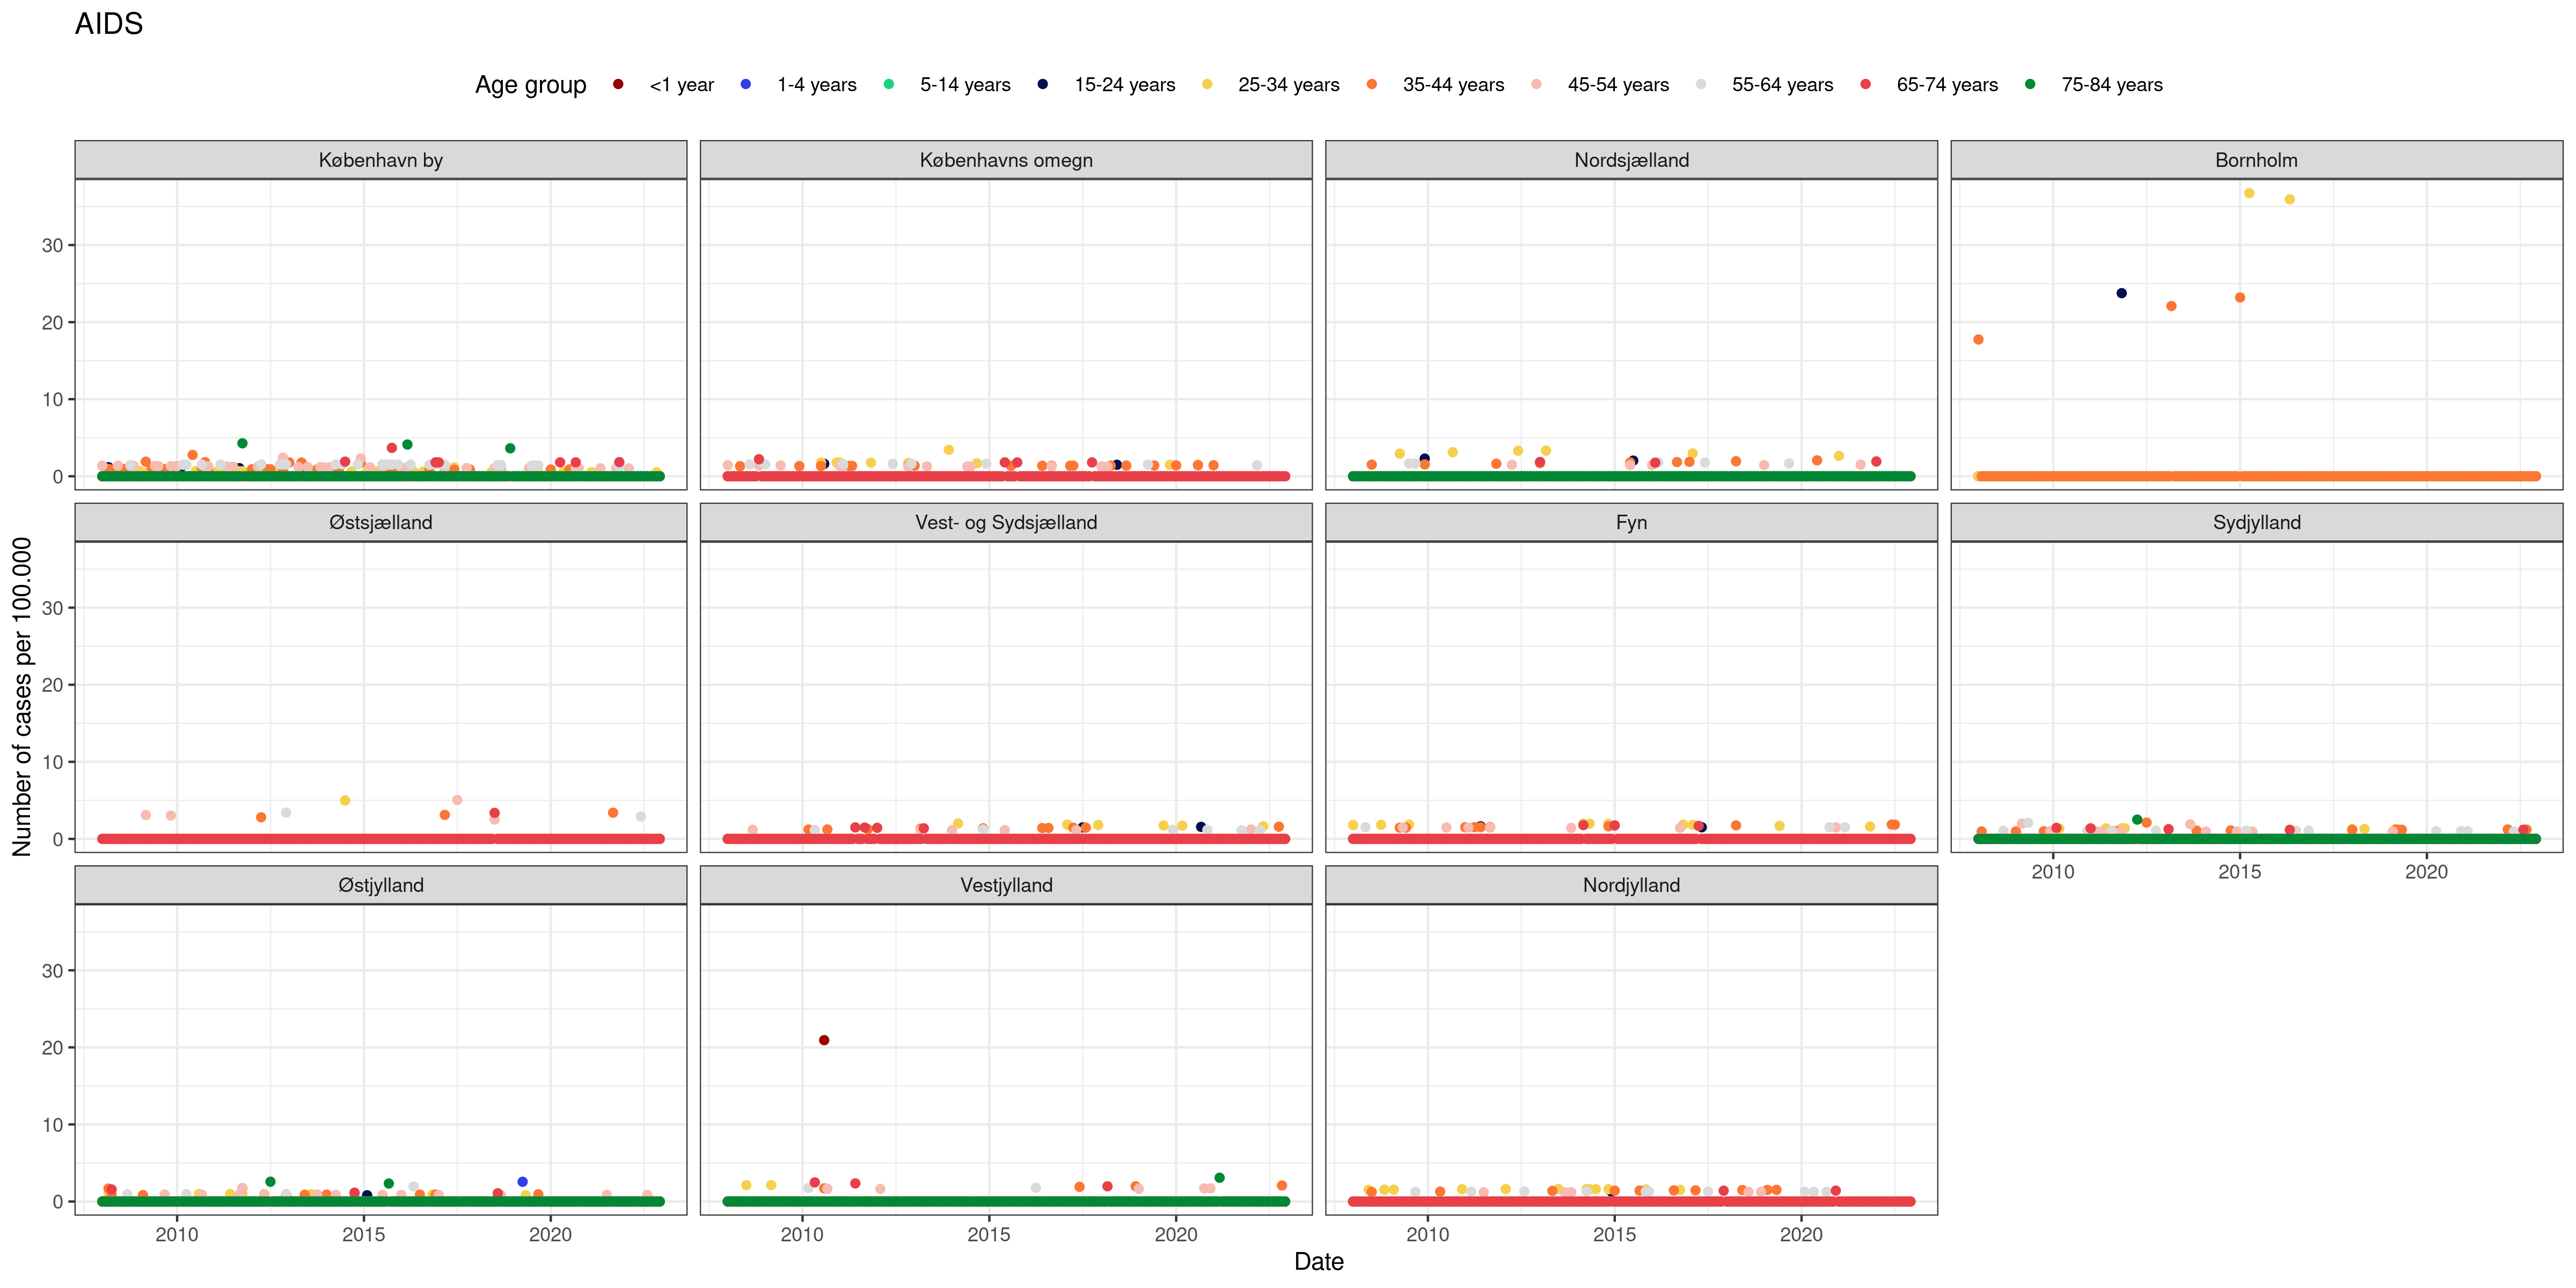 AIDS
Age group <1 year 1-4 years 5-14 years 15-24 years 25-34 years 35-44 years 45-54 years 55-64 years 65-74 years 75-84 years
København by Københavns omegn Nordsjælland Bornholm
30
20
10
0
Østsjælland Vest- og Sydsjælland Fyn Sydjylland
30
20
10
0
2010 2015 2020
Østjylland Vestjylland Nordjylland
30
20
10
0
2010 2015 2020 2010 2015 2020 2010 2015 2020
Date
Number of cases per 100.000